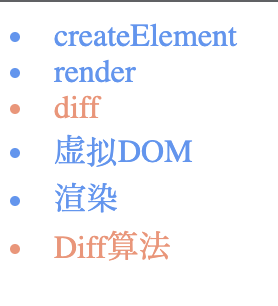 createElement
render
diff
虚拟DOM
渲染
Diff算法